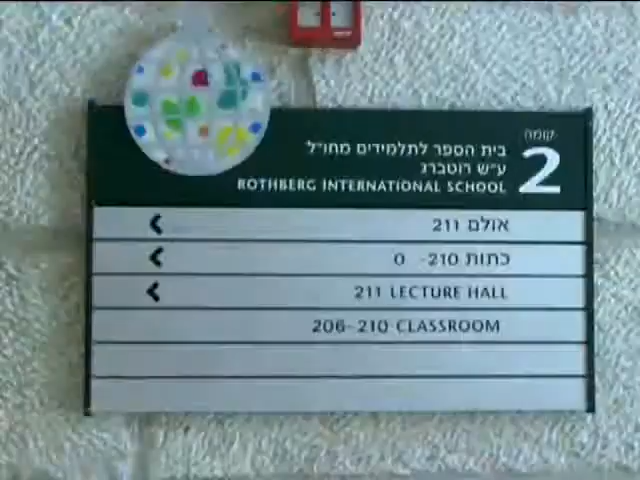 קומה
2
בית הספר לתלמידים מחו"ל
ע"ש רוטברג
ROTHBERG INTERNATIONAL SCHOOL
אולם 211
כתות 210- 0
211 LECTURE HALL
206-210 CLASSROOM